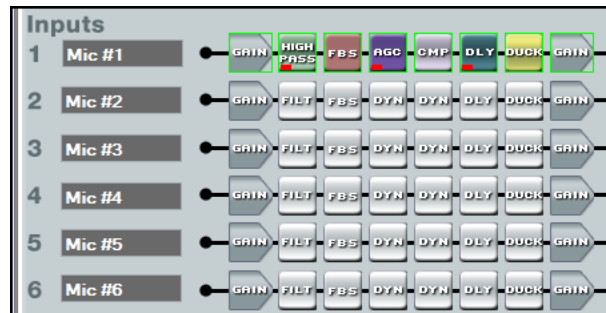 Inputs
1 Mic #1 GAIN HIGH PASS FBS AGC CMP DLY DUCK GAIN
2 Mic #2 GAIN FILT FBS DYN DYN DLY DUCK GAIN
3 Mic #3 GAIN FILT FBS DYN DYN DLY DUCK GAIN
4 Mic #4 GAIN FILT FBS DYN DYN DLY DUCK GAIN
5 Mic #5 GAIN FILT FBS DYN DYN DLY DUCK GAIN
6 Mic #6 GAIN FILT FBS DYN DYN DLY DUCK GAIN